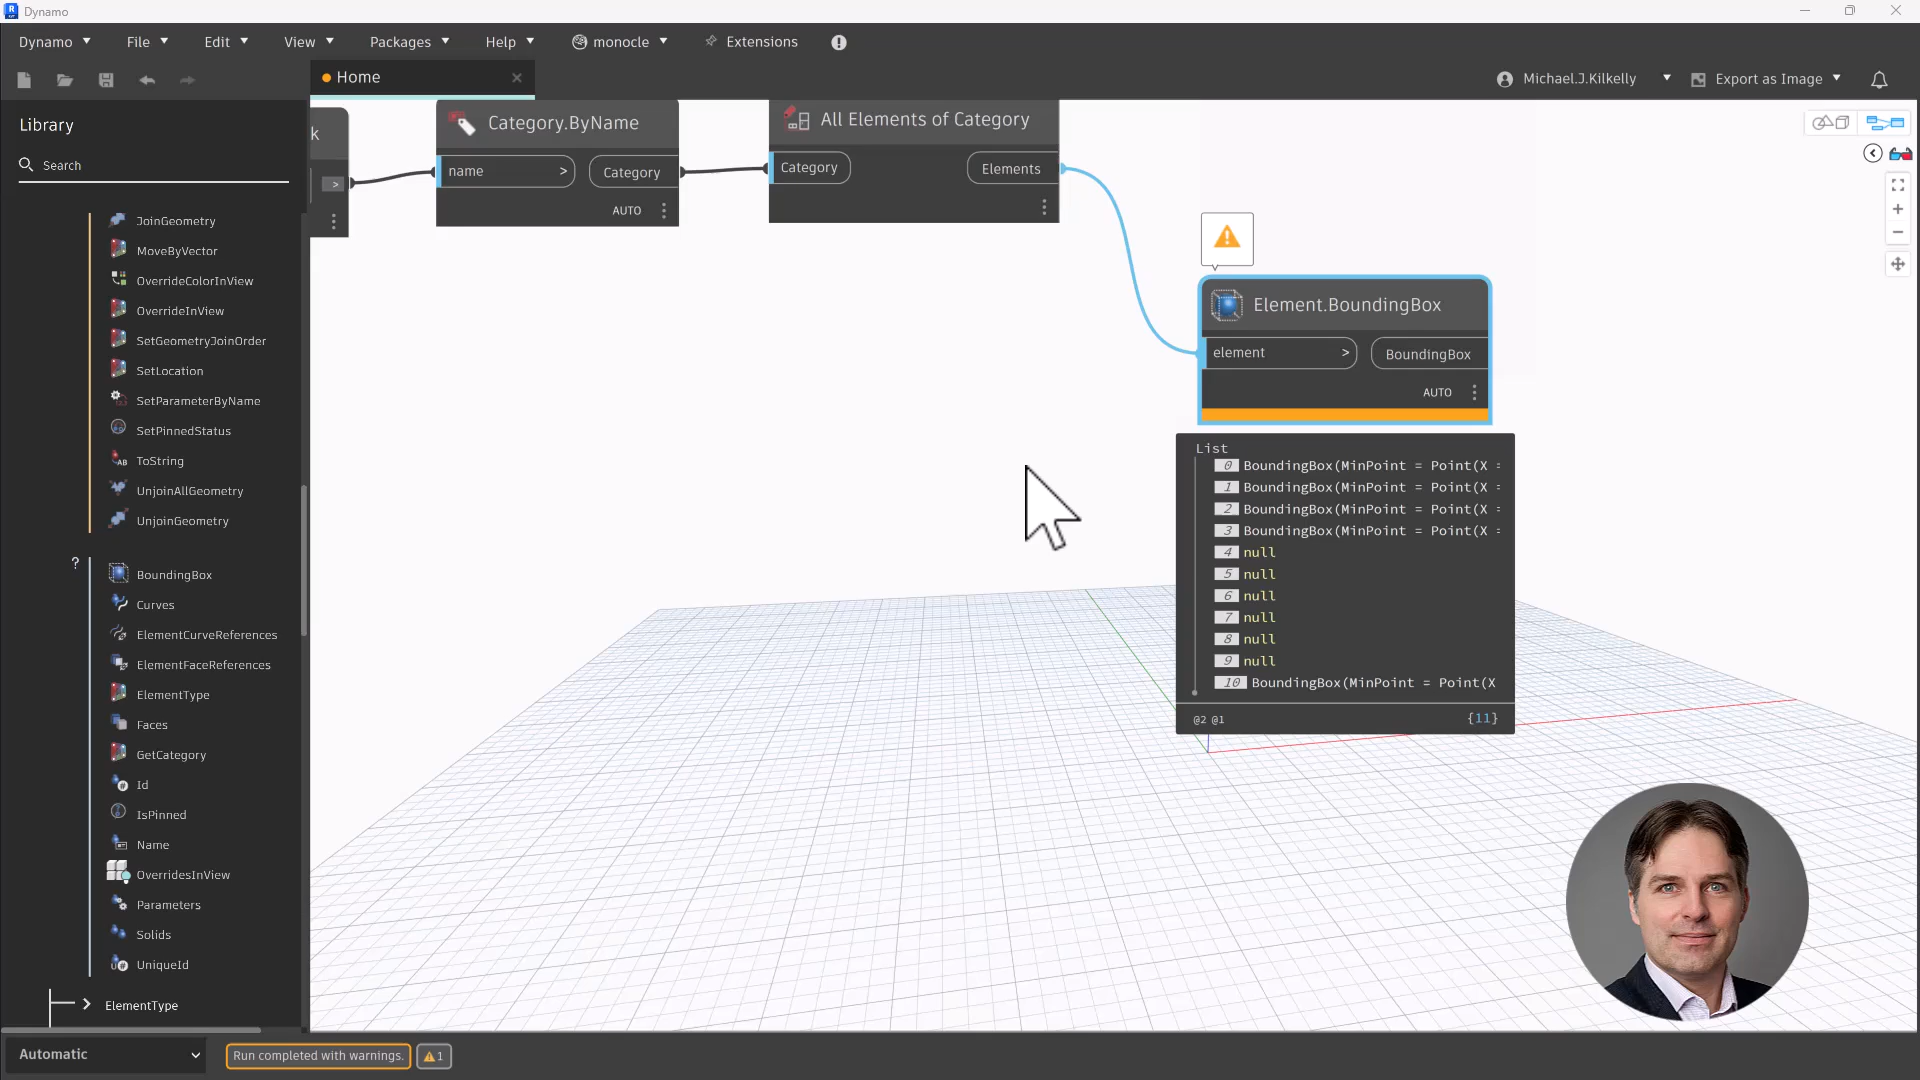 Dynamo
Dynamo File Edit View Packages Help monocle Extensions
Home
Michael.J.Kilkelly Export as Image
Library
Search
JoinGeometry
MoveByVector
OverrideColorInView
OverrideInView
SetGeometryJoinOrder
SetLocation
SetParameterByName
SetPinnedStatus
ToString
UnjoinAllGeometry
UnjoinGeometry
?
BoundingBox
Curves
ElementCurveReferences
ElementFaceReferences
ElementType
Faces
GetCategory
Id
IsPinned
Name
OverridesInView
Parameters
Solids
UniqueId
ElementType
k
>
Category.ByName
name > Category
AUTO
All Elements of Category
Category Elements
Element.BoundingBox
element > BoundingBox
AUTO
List
0 BoundingBox(MinPoint = Point(X =
1 BoundingBox(MinPoint = Point(X =
2 BoundingBox(MinPoint = Point(X =
3 BoundingBox(MinPoint = Point(X =
4 null
5 null
6 null
7 null
8 null
9 null
10 BoundingBox(MinPoint = Point(X
@2 @1 {11}
Automatic Run completed with warnings. 1